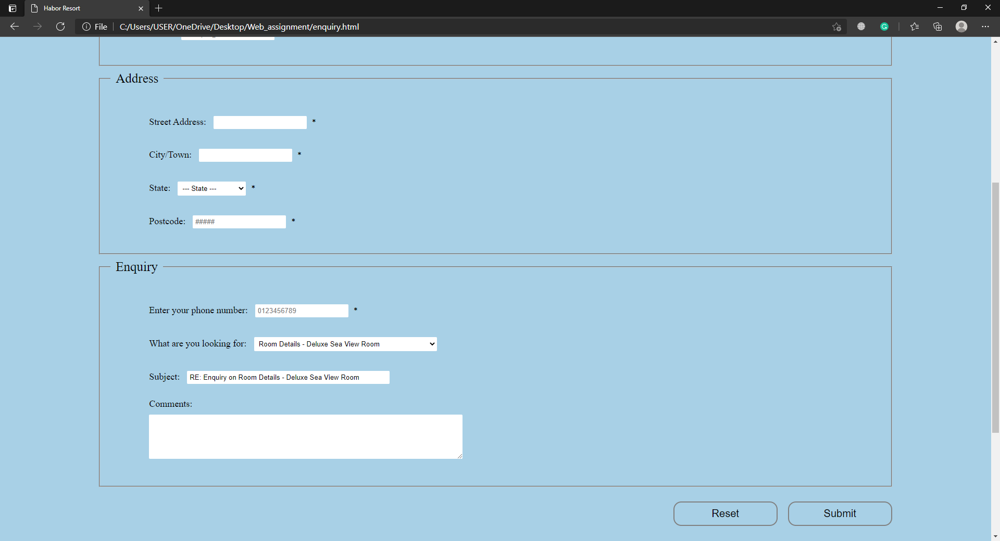 Habor Resort
File C:/Users/USER/OneDrive/Desktop/Web_assignment/enquiry.html
Address
Street Address: *
City/Town: *
State: --- State --- *
Postcode: ##### *
Enquiry
Enter your phone number: 0123456789 *
What are you looking for: Room Details - Deluxe Sea View Room
Subject: RE: Enquiry on Room Details - Deluxe Sea View Room
Comments:
Reset Submit